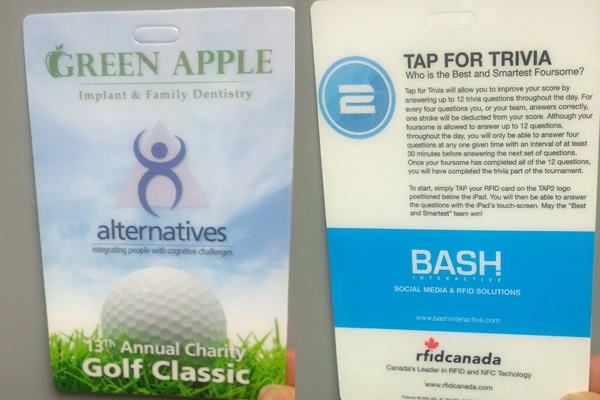 GREEN APPLE
Implant & Family Dentistry
alternatives
integrating people with cognitive challenges
13Th Annual Charity
Golf Classic
2
TAP FOR TRIVIA
Who is the Best and Smartest Foursome?
Tap for Trivia will allow you to improve your score by
answering up to 12 trivia questions throughout the day. For
every four questions you, or your team, answers correctly,
one stroke will be deducted from your score. Although your
foursome is allowed to answer up to 12 questions,
throughout the day, you will only be able to answer four
questions at any given time with an interval of at least
30 minutes before answering the next set of questions.
Once your foursome has completed all of the 12 questions,
you will have completed the trivia part of the tournament.
To start, simply TAP your RFID card on the TAP2 logo
positioned below the iPad. You will then be able to answer
the questions with the iPad's touch-screen. May the "Best
and Smartest" team win!
BASH
INTERACTIVE
SOCIAL MEDIA & RFID SOLUTIONS
www.bashinteractive.com
rfidcanada
Canada's Leader in RFID and NFC Techology
www.rfidcanada.com